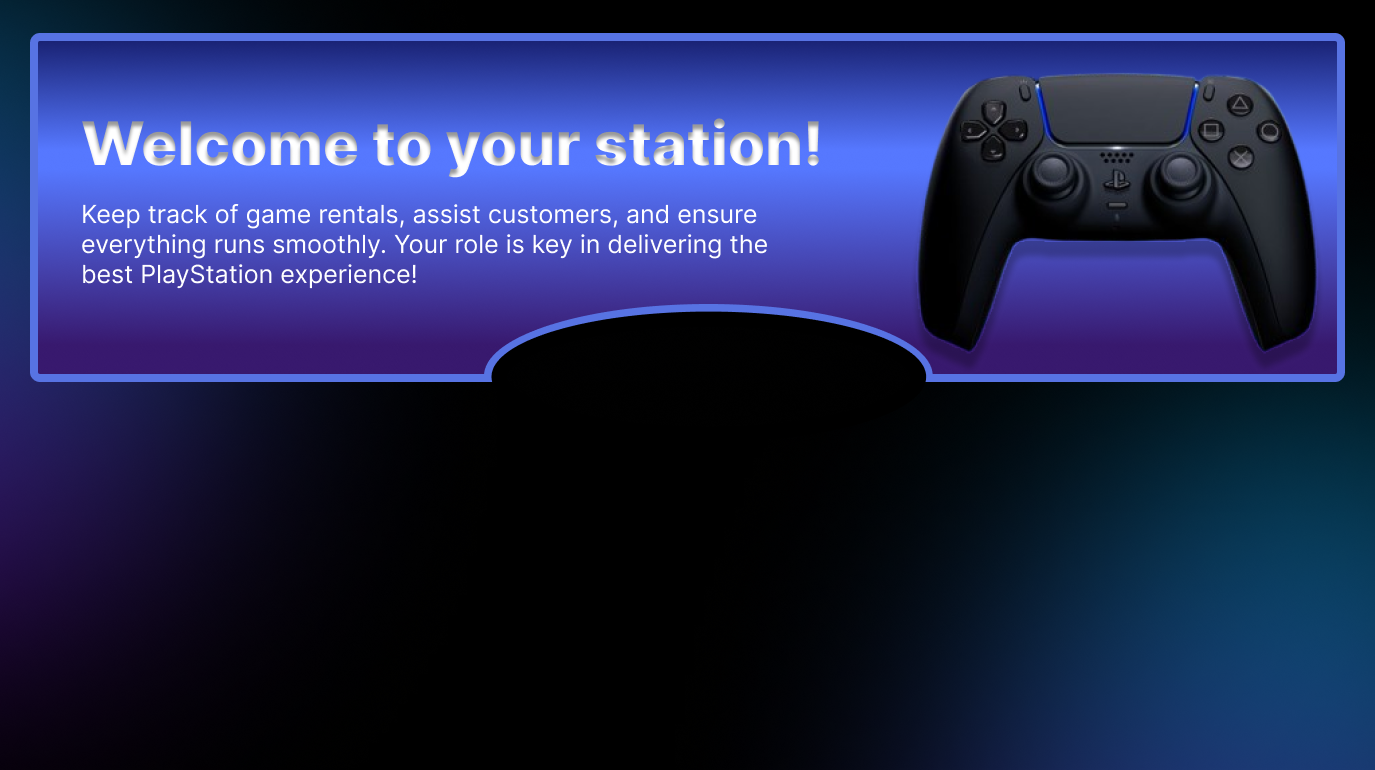 Welcome to your station!
Keep track of game rentals, assist customers, and ensure
everything runs smoothly. Your role is key in delivering the
best PlayStation experience!